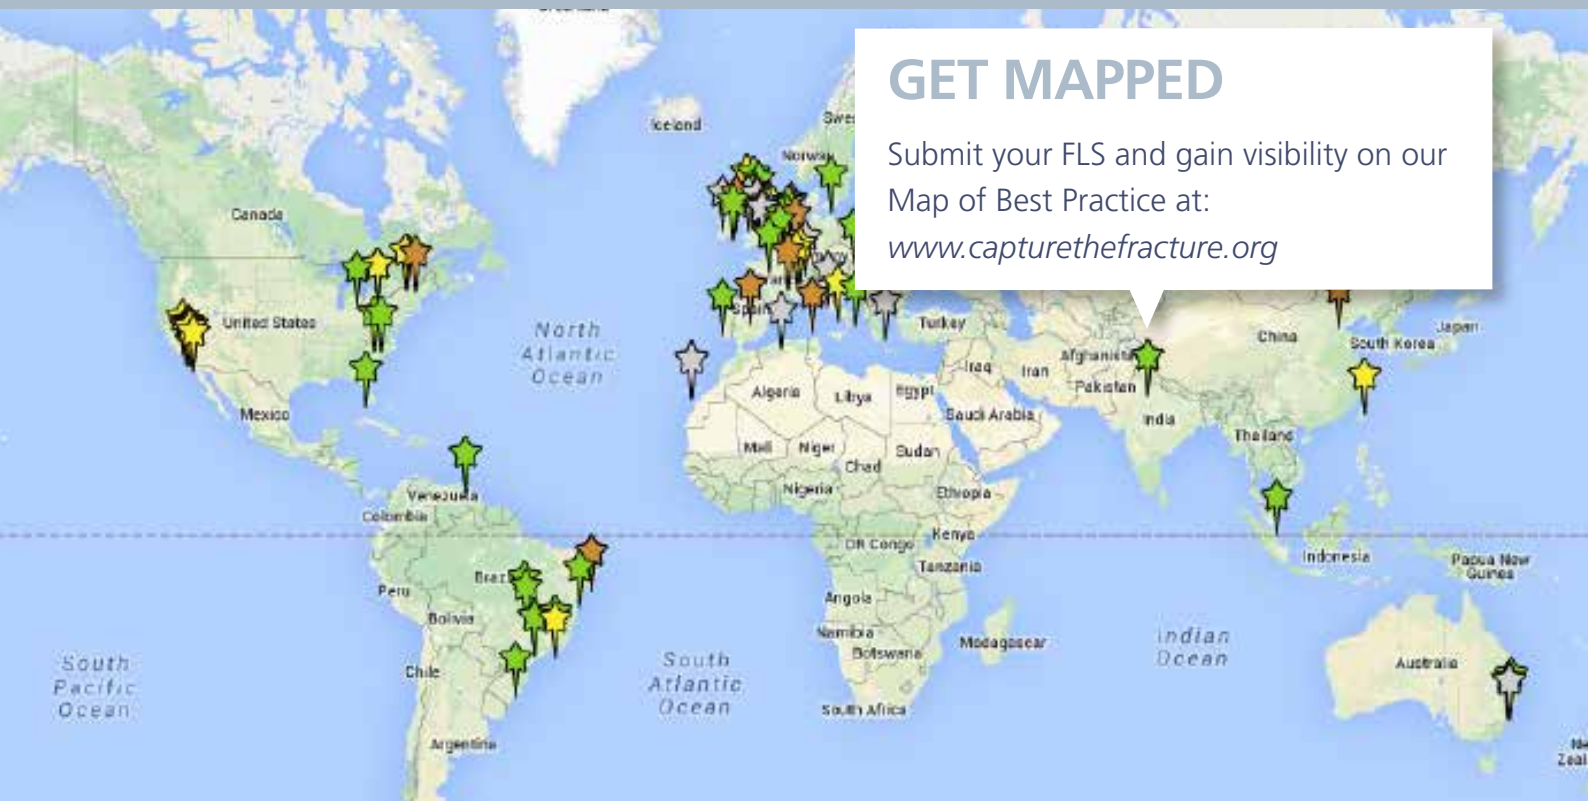 GET MAPPED
Submit your FLS and gain visibility on our
Map of Best Practice at:
www.capturethefracture.org
Iceland
Norway
Canada
United States
Mexico
North
Atlantic
Ocean
Spain
Turkey
Iraq
Iran
Pakistan
China
South Korea
Japan
India
Thailand
Algeria
Libya
Egypt
Saudi Arabia
Mali
Niger
Chad
Sudan
Nigeria
Ethiopia
Venezuela
Colombia
DR Congo
Kenya
Tanzania
Indonesia
Papua New
Guinea
Peru
Bolivia
Angola
Namibia
Botswana
Madagascar
Chile
South Africa
Argentina
South
Pacific
Ocean
South
Atlantic
Ocean
Indian
Ocean
Australia